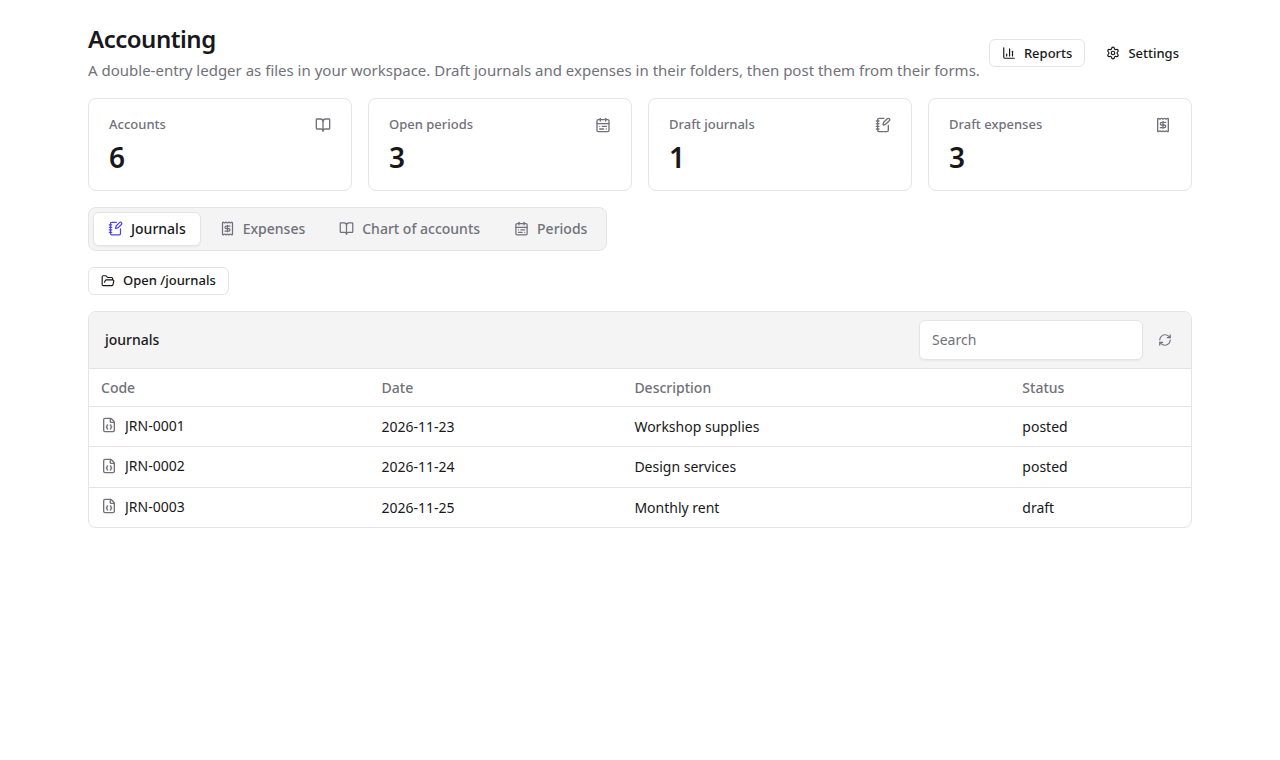 Accounting
A double-entry ledger as files in your workspace. Draft journals and expenses in their folders, then post them from their forms.
Reports
Settings
Accounts
6
Open periods
3
Draft journals
1
Draft expenses
3
Journals
Expenses
Chart of accounts
Periods
Open /journals
journals
Search
Code Date Description Status
JRN-0001 2026-11-23 Workshop supplies posted
JRN-0002 2026-11-24 Design services posted
JRN-0003 2026-11-25 Monthly rent draft